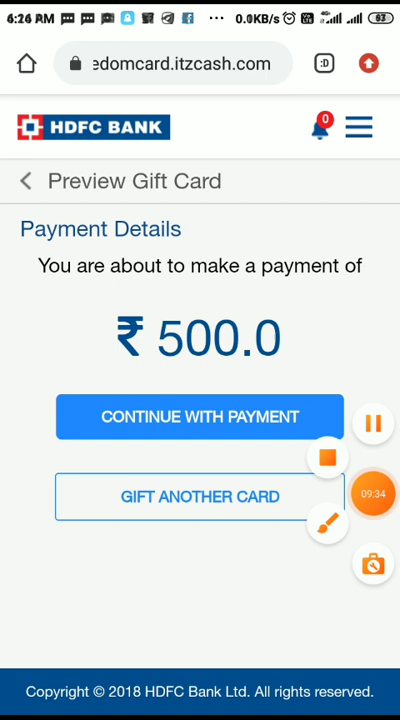 6:26 AM ... 0.0KB/s 93
edomcard.itzcash.com :D
HDFC BANK 0
Preview Gift Card
Payment Details
You are about to make a payment of
₹ 500.0
CONTINUE WITH PAYMENT
GIFT ANOTHER CARD
09:34
Copyright © 2018 HDFC Bank Ltd. All rights reserved.